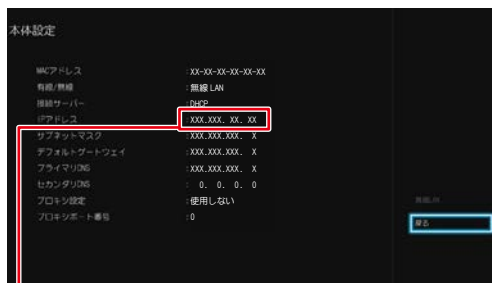 本体設定
MACアドレス :XX-XX-XX-XX-XX-XX
有線/無線 :無線 LAN
接続サーバー :DHCP
IPアドレス :XXX.XXX. XX. XX
サブネットマスク :XXX.XXX.XXX. X
デフォルトゲートウェイ :XXX.XXX.XXX. X
プライマリDNS :XXX.XXX.XXX. X
セカンダリDNS : 0. 0. 0. 0
プロキシ設定 :使用しない
プロキシポート番号 :0
無線LAN
戻る